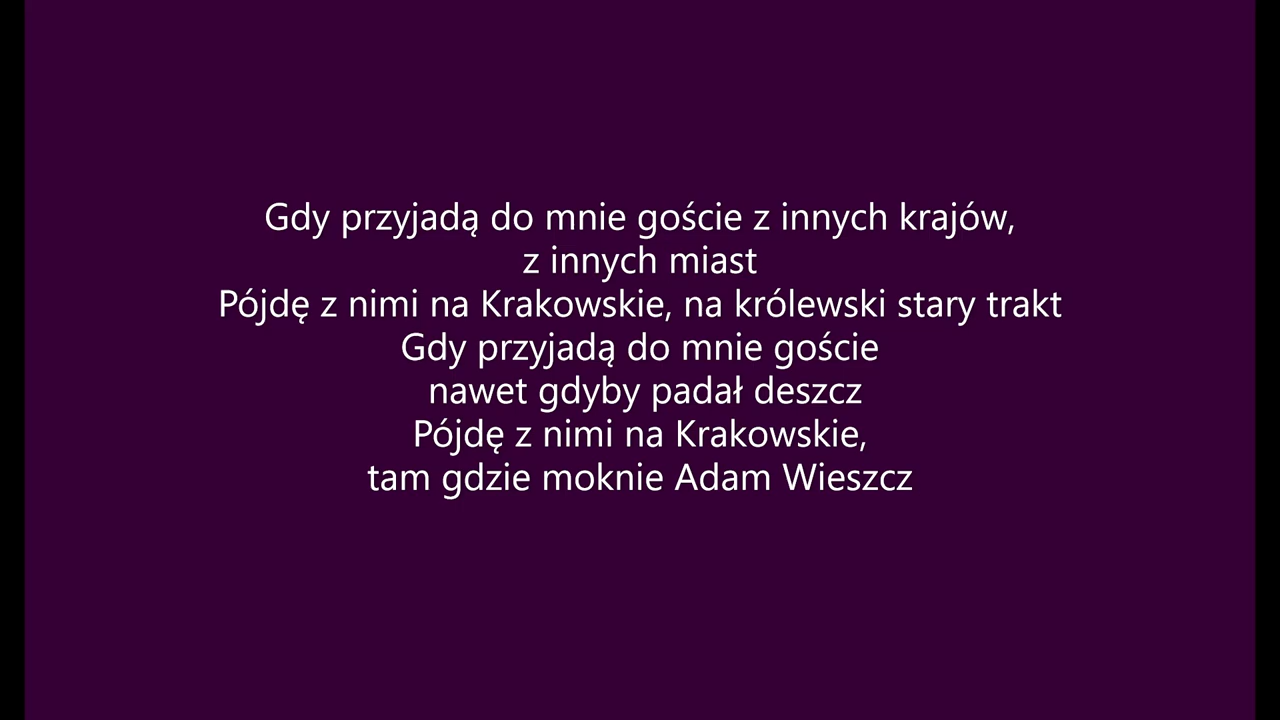 Gdy przyjadą do mnie goście z innych krajów,
z innych miast
Pójdę z nimi na Krakowskie, na królewski stary trakt
Gdy przyjadą do mnie goście
nawet gdyby padał deszcz
Pójdę z nimi na Krakowskie,
tam gdzie moknie Adam Wieszcz